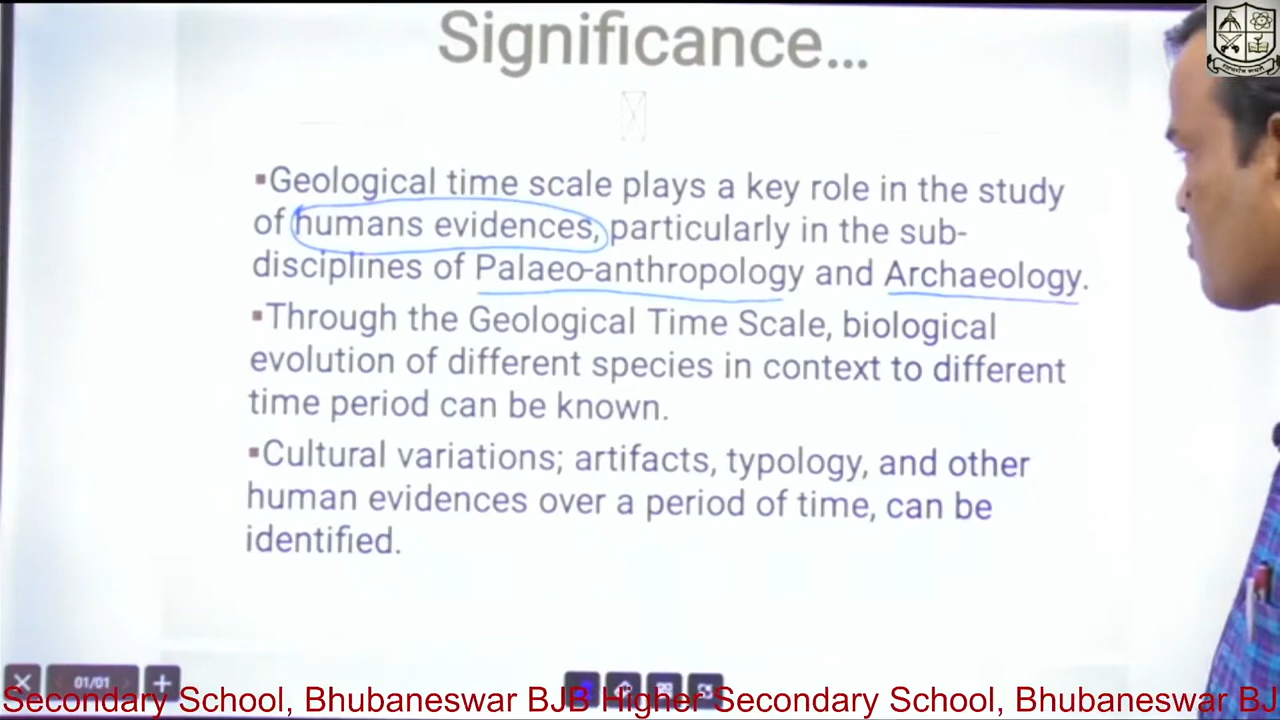 Significance...
▪Geological time scale plays a key role in the study
of humans evidences, particularly in the sub-
disciplines of Palaeo-anthropology and Archaeology.
▪Through the Geological Time Scale, biological
evolution of different species in context to different
time period can be known.
▪Cultural variations; artifacts, typology, and other
human evidences over a period of time, can be
identified.
01/01
Secondary School, Bhubaneswar BJB Higher Secondary School, Bhubaneswar BJ